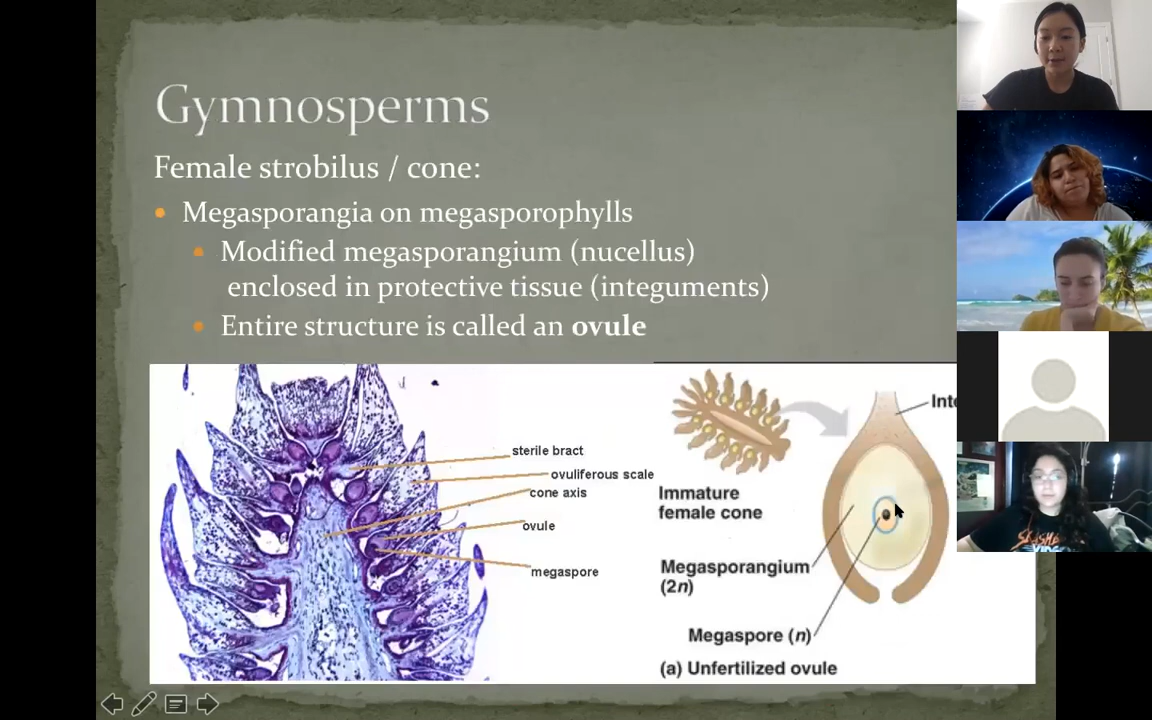 Gymnosperms
Female strobilus / cone:
Megasporangia on megasporophylls
Modified megasporangium (nucellus)
enclosed in protective tissue (integuments)
Entire structure is called an ovule
sterile bract
ovuliferous scale
cone axis
ovule
megaspore
Inte
Immature
female cone
Megasporangium
(2n)
Megaspore (n)
(a) Unfertilized ovule